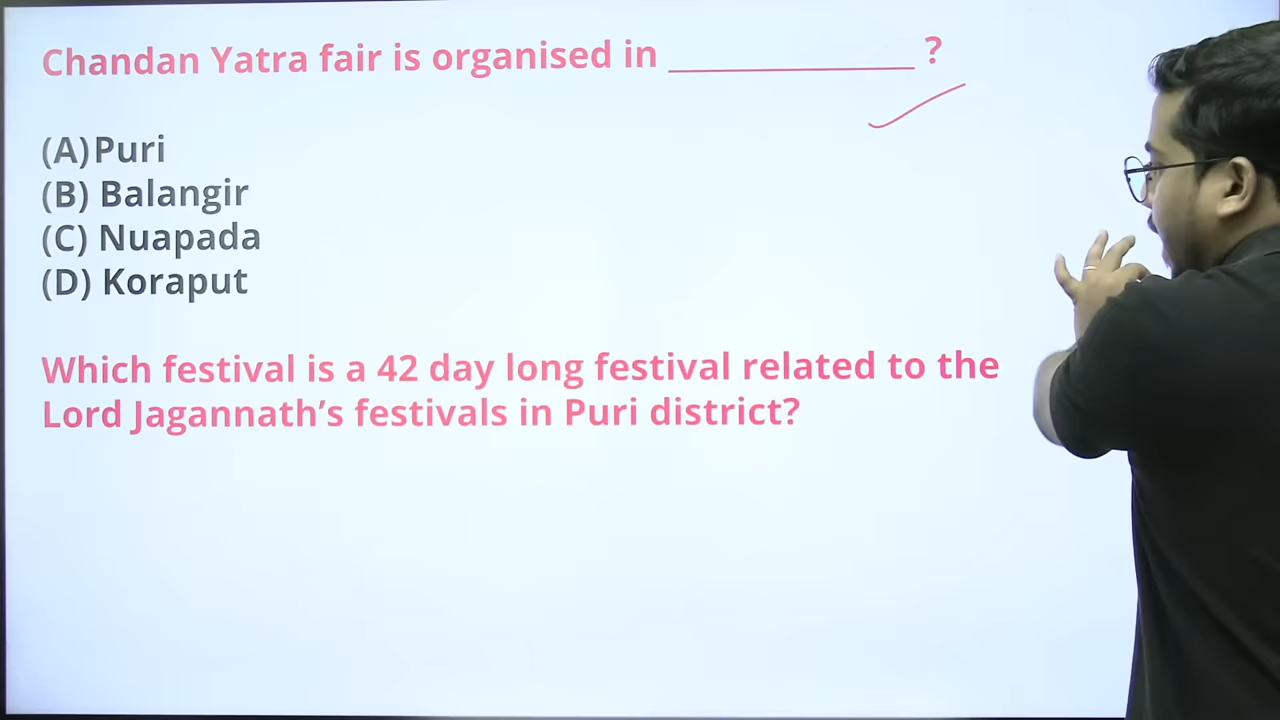 Chandan Yatra fair is organised in ______________ ?
(A) Puri
(B) Balangir
(C) Nuapada
(D) Koraput
Which festival is a 42 day long festival related to the
Lord Jagannath’s festivals in Puri district?